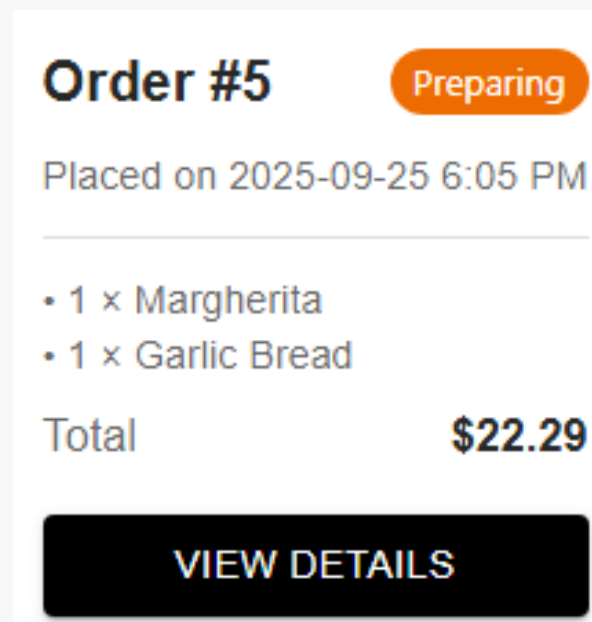 Order #5 Preparing
Placed on 2025-09-25 6:05 PM
• 1 × Margherita
• 1 × Garlic Bread
Total $22.29
VIEW DETAILS